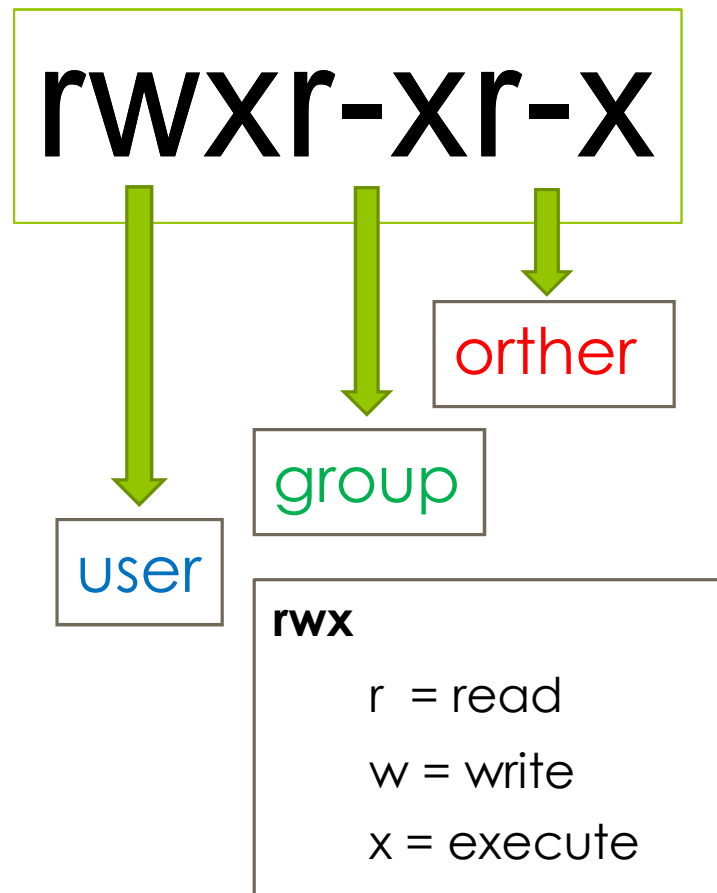 rwxr-xr-x
orther
group
user
rwx
r = read
w = write
x = execute